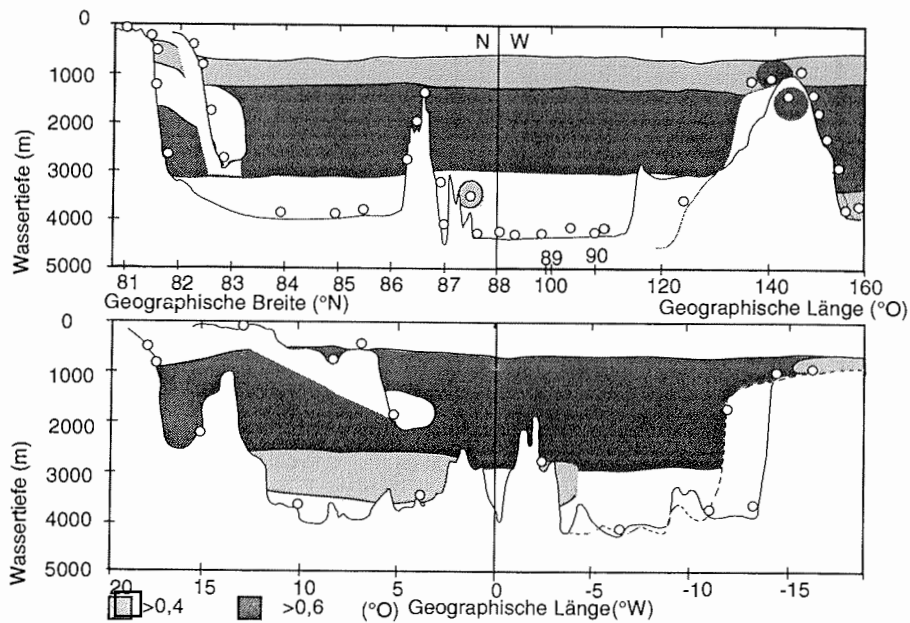 0
N W
1000
2000
3000
4000
5000
Wassertiefe (m)
89 90
81 82 83 84 85 86 87 88 100 120 140 160
Geographische Breite (°N) Geographische Länge (°O)
0
1000
2000
3000
4000
5000
Wassertiefe (m)
20 15 10 5 0 -5 -10 -15
>0,4 >0,6 (°O) Geographische Länge(°W)